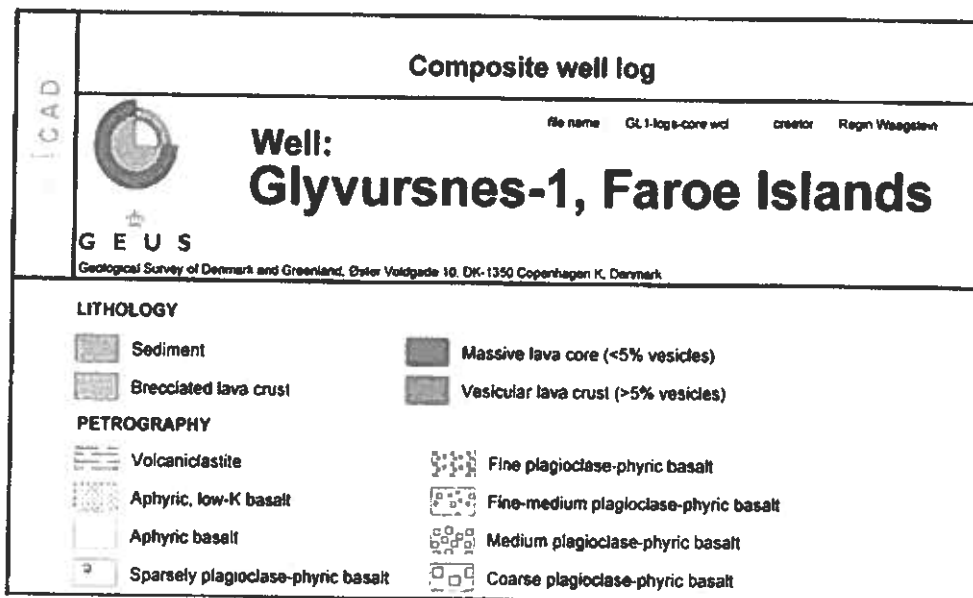 Composite well log
file name GL1-logs-core.wcl creator Regin Waagstein
Well:
Glyvursnes-1, Faroe Islands
G E U S
Geological Survey of Denmark and Greenland, Øster Voldgade 10, DK-1350 Copenhagen K, Denmark
LITHOLOGY
Sediment
Massive lava core (<5% vesicles)
Brecciated lava crust
Vesicular lava crust (>5% vesicles)
PETROGRAPHY
Volcaniclastite
Fine plagioclase-phyric basalt
Aphyric, low-K basalt
Fine-medium plagioclase-phyric basalt
Aphyric basalt
Medium plagioclase-phyric basalt
Sparsely plagioclase-phyric basalt
Coarse plagioclase-phyric basalt